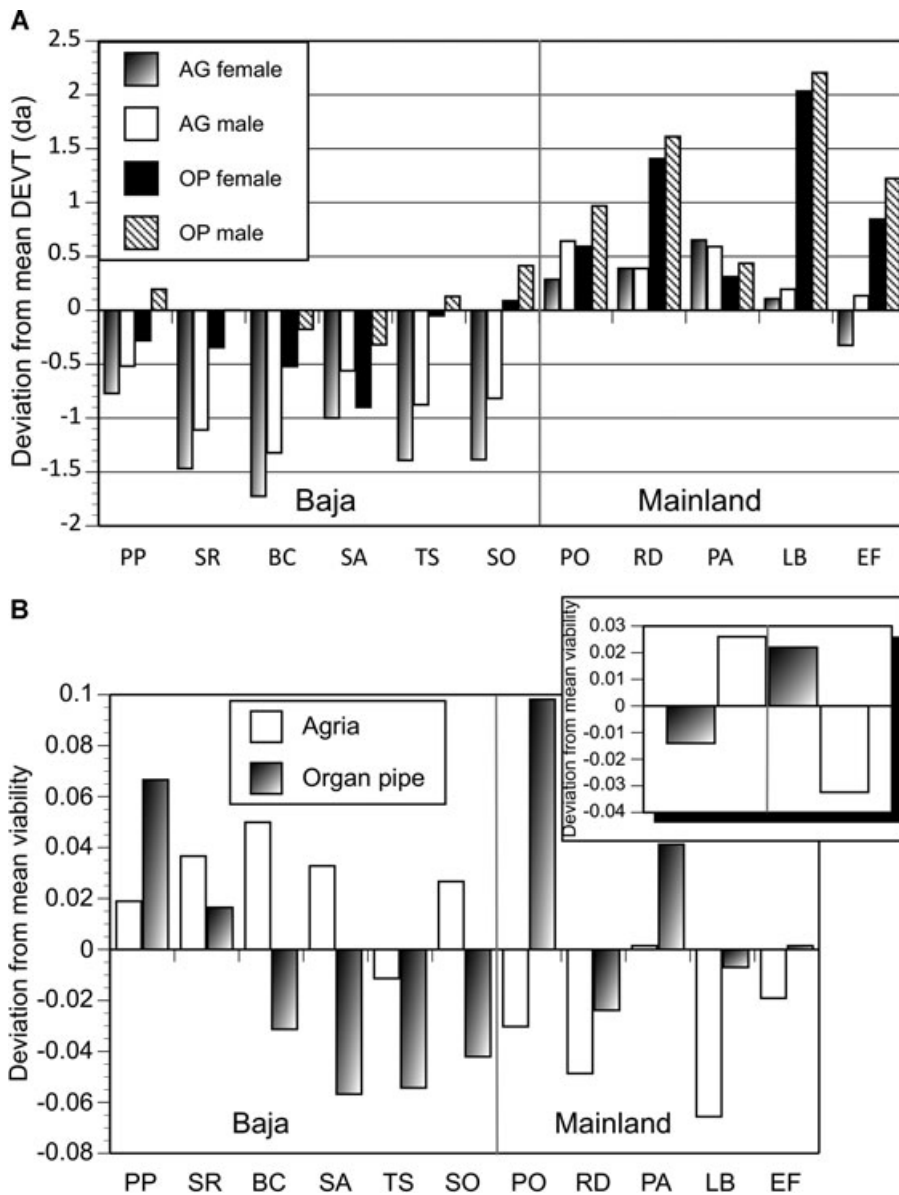 A
Deviation from mean DEVT (da)
2.5
2
1.5
1
0.5
0
-0.5
-1
-1.5
-2
AG female
AG male
OP female
OP male
Baja
Mainland
PP SR BC SA TS SO PO RD PA LB EF
B
Deviation from mean viability
0.1
0.08
0.06
0.04
0.02
0
-0.02
-0.04
-0.06
-0.08
Agria
Organ pipe
Deviation from mean viability
0.03
0.02
0.01
0
-0.01
-0.02
-0.03
-0.04
Baja
Mainland
PP SR BC SA TS SO PO RD PA LB EF